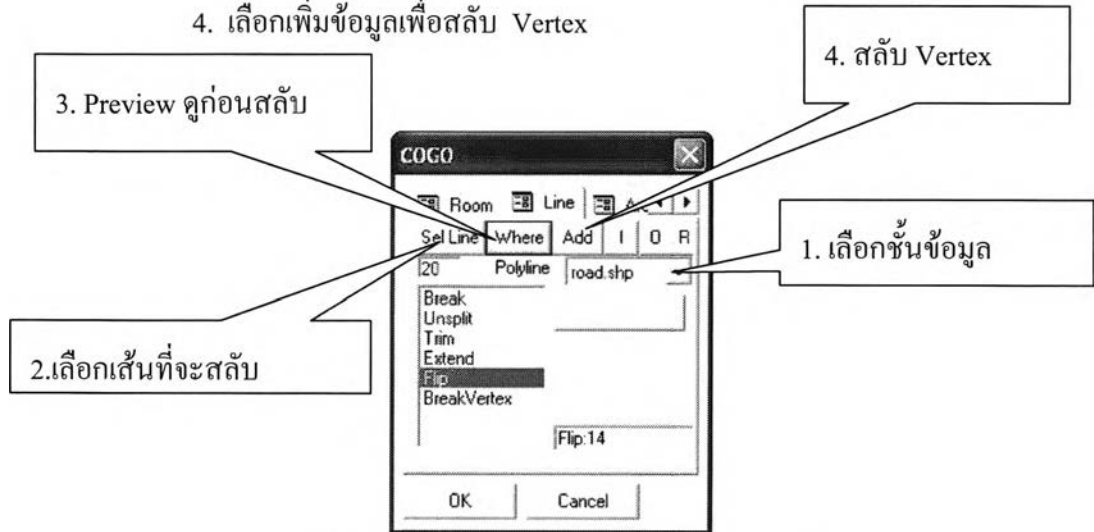 4. เลือกเพิ่มข้อมูลเพื่อสลับ Vertex
4. สลับ Vertex
3. Preview ดูก่อนสลับ
COGO
Room Line
Sel Line Where Add I O R
1. เลือกชั้นข้อมูล
20 Polyline road.shp
Break
Unsplit
Trim
Extend
2.เลือกเส้นที่จะสลับ
Flip
BreakVertex
Flip:14
OK Cancel